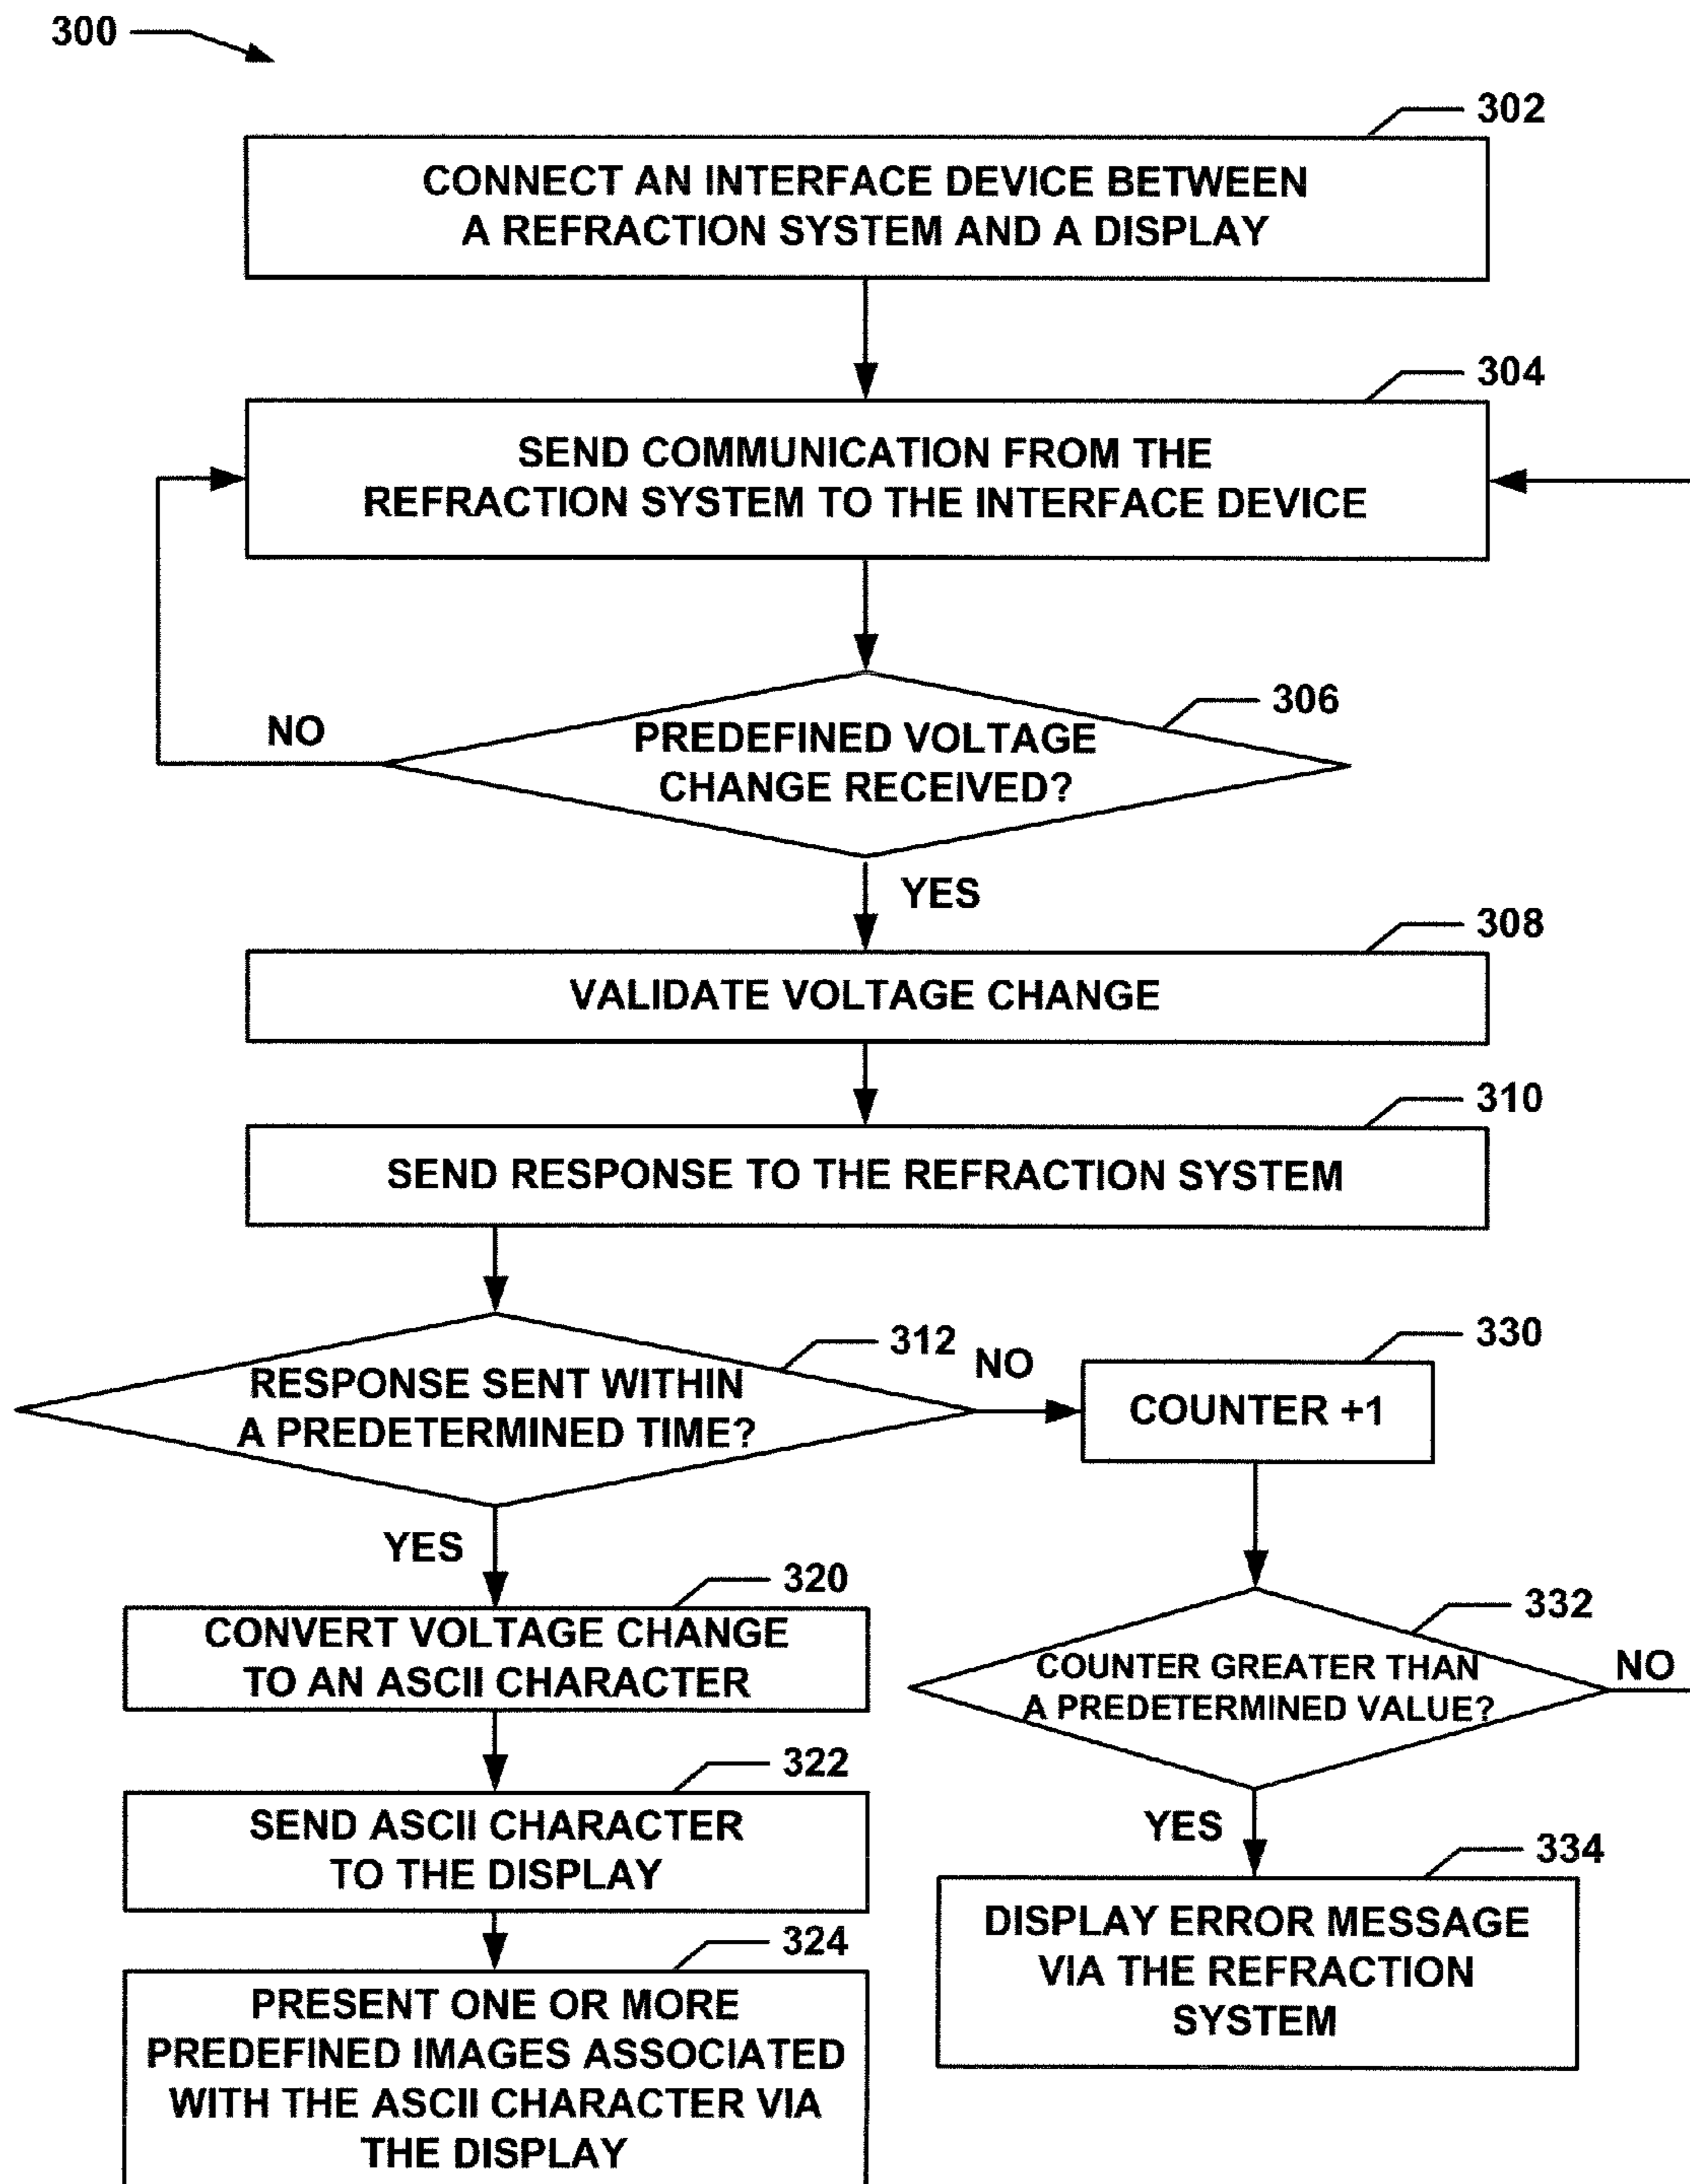 300
302
CONNECT AN INTERFACE DEVICE BETWEEN
A REFRACTION SYSTEM AND A DISPLAY
304
SEND COMMUNICATION FROM THE
REFRACTION SYSTEM TO THE INTERFACE DEVICE
306
NO
PREDEFINED VOLTAGE
CHANGE RECEIVED?
YES
308
VALIDATE VOLTAGE CHANGE
310
SEND RESPONSE TO THE REFRACTION SYSTEM
312
RESPONSE SENT WITHIN
A PREDETERMINED TIME?
NO
330
COUNTER +1
YES
320
CONVERT VOLTAGE CHANGE
TO AN ASCII CHARACTER
332
COUNTER GREATER THAN
A PREDETERMINED VALUE?
NO
322
SEND ASCII CHARACTER
TO THE DISPLAY
YES
334
DISPLAY ERROR MESSAGE
VIA THE REFRACTION
SYSTEM
324
PRESENT ONE OR MORE
PREDEFINED IMAGES ASSOCIATED
WITH THE ASCII CHARACTER VIA
THE DISPLAY